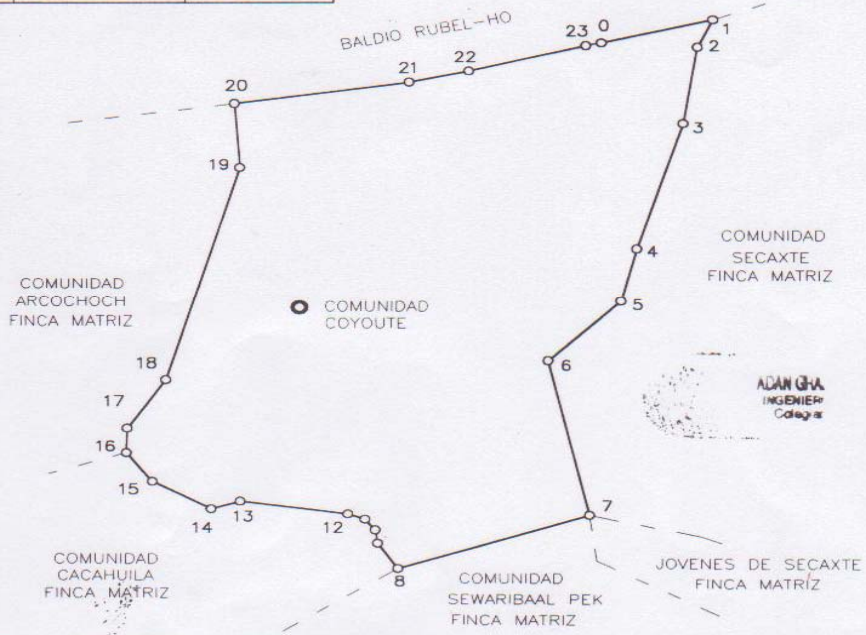 BALDIO RUBEL-HO
23 0
1
2
22
21
20
3
19
4
COMUNIDAD
SECAXTE
FINCA MATRIZ
COMUNIDAD
ARCOCHOCH
FINCA MATRIZ
COMUNIDAD
COYOUTE
5
6
18
17
16
15
14
13
12
7
8
COMUNIDAD
CACAHUILA
FINCA MATRIZ
COMUNIDAD
SEWARIBAAL PEK
FINCA MATRIZ
JOVENES DE SECAXTE
FINCA MATRIZ